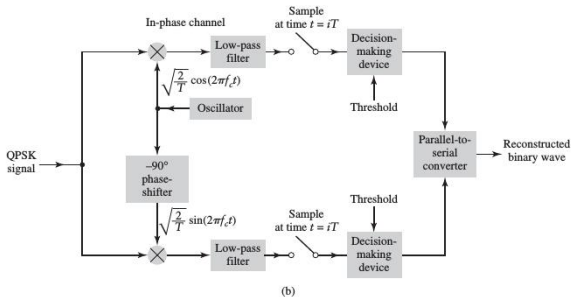 In-phase channel
Sample
at time t = iT
Low-pass
filter
Decision-
making
device
√2/T cos(2πf_ct)
Oscillator
Threshold
QPSK
signal
−90°
phase-
shifter
Parallel-to-
serial
converter
Reconstructed
binary wave
√2/T sin(2πf_ct)
Low-pass
filter
Sample
at time t = iT
Threshold
Decision-
making
device
(b)